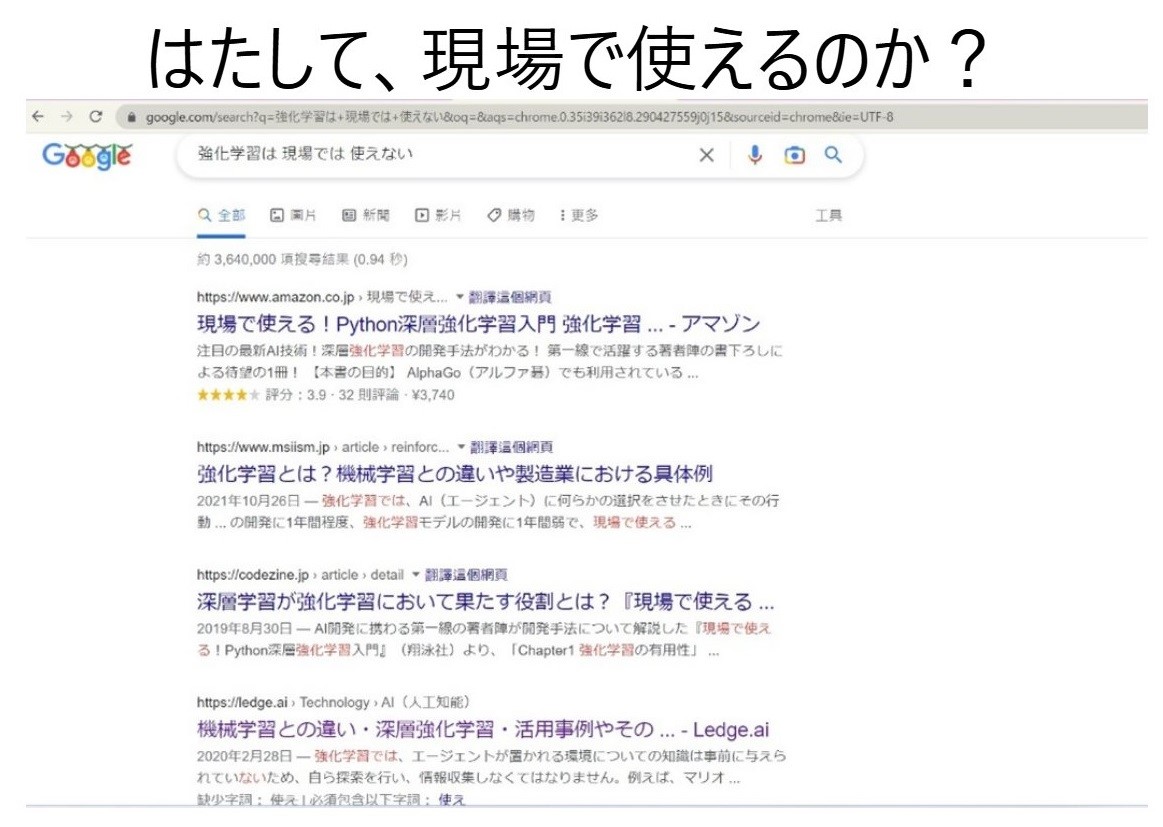 はたして、現場で使えるのか？
google.com/search?q=強化学習は+現場では+使えない&oq=&aqs=chrome.0.35i39i362l8.290427559j0j15&sourceid=chrome&ie=UTF-8
Google 強化学習は 現場では 使えない
全部 圖片 新聞 影片 購物 更多 工具
約 3,640,000 項搜尋結果 (0.94 秒)
https://www.amazon.co.jp › 現場で使え... 翻譯這個網頁
現場で使える！Python深層強化学習入門 強化学習 ... - アマゾン
注目の最新AI技術！深層強化学習の開発手法がわかる！ 第一線で活躍する著者陣の書下ろしに
よる待望の1冊！ 【本書の目的】 AlphaGo（アルファ碁）でも利用されている ...
★★★★★ 評分：3.9 · 32 則評論 · ¥3,740
https://www.msiism.jp › article › reinforc... 翻譯這個網頁
強化学習とは？機械学習との違いや製造業における具体例
2021年10月26日 — 強化学習では、AI（エージェント）に何らかの選択をさせたときにその行
動 ... の開発に1年間程度、強化学習モデルの開発に1年間弱で、現場で使える ...
https://codezine.jp › article › detail 翻譯這個網頁
深層学習が強化学習において果たす役割とは？『現場で使える ...
2019年8月30日 — AI開発に携わる第一線の著者陣が開発手法について解説した『現場で使え
る！Python深層強化学習入門』（翔泳社）より、「Chapter1 強化学習の有用性」 ...
https://ledge.ai › Technology › AI（人工知能）
機械学習との違い・深層強化学習・活用事例やその ... - Ledge.ai
2020年2月28日 — 強化学習では、エージェントが置かれる環境についての知識は事前に与えら
れていないため、自ら探索を行い、情報収集しなくてはなりません。例えば、マリオ ...
缺少字詞： 使え | 必須包含以下字詞： 使え